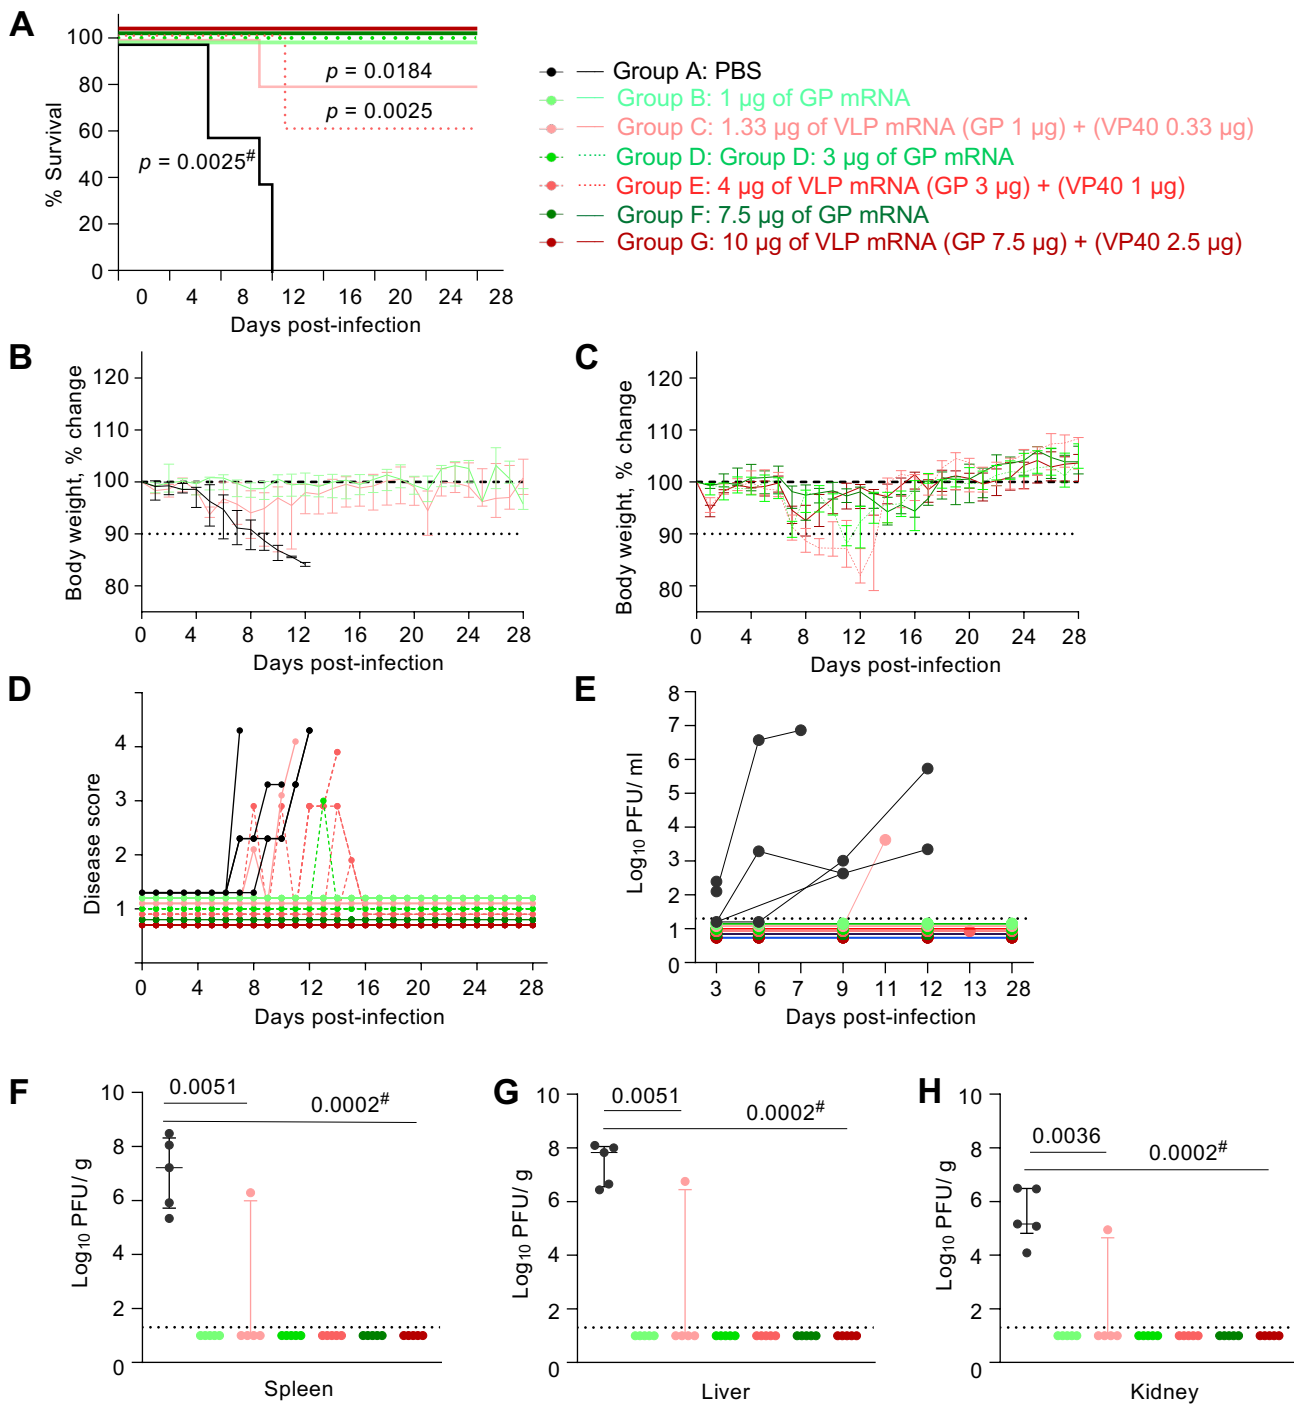 A
% Survival
100
80
60
40
20
0
p = 0.0184
p = 0.0025
p = 0.0025#
0 4 8 12 16 20 24 28
Days post-infection
Group A: PBS
Group B: 1 µg of GP mRNA
Group C: 1.33 µg of VLP mRNA (GP 1 µg) + (VP40 0.33 µg)
Group D: Group D: 3 µg of GP mRNA
Group E: 4 µg of VLP mRNA (GP 3 µg) + (VP40 1 µg)
Group F: 7.5 µg of GP mRNA
Group G: 10 µg of VLP mRNA (GP 7.5 µg) + (VP40 2.5 µg)
B
Body weight, % change
120
110
100
90
80
0 4 8 12 16 20 24 28
Days post-infection
C
Body weight, % change
120
110
100
90
80
0 4 8 12 16 20 24 28
Days post-infection
D
Disease score
4
3
2
1
0 4 8 12 16 20 24 28
Days post-infection
E
Log10 PFU/ ml
8
7
6
5
4
3
2
1
0
3 6 7 9 11 12 13 28
Days post-infection
F
Log10 PFU/ g
10
8
6
4
2
0
0.0051
0.0002#
Spleen
G
Log10 PFU/ g
10
8
6
4
2
0
0.0051
0.0002#
Liver
H
Log10 PFU/ g
10
8
6
4
2
0
0.0036
0.0002#
Kidney